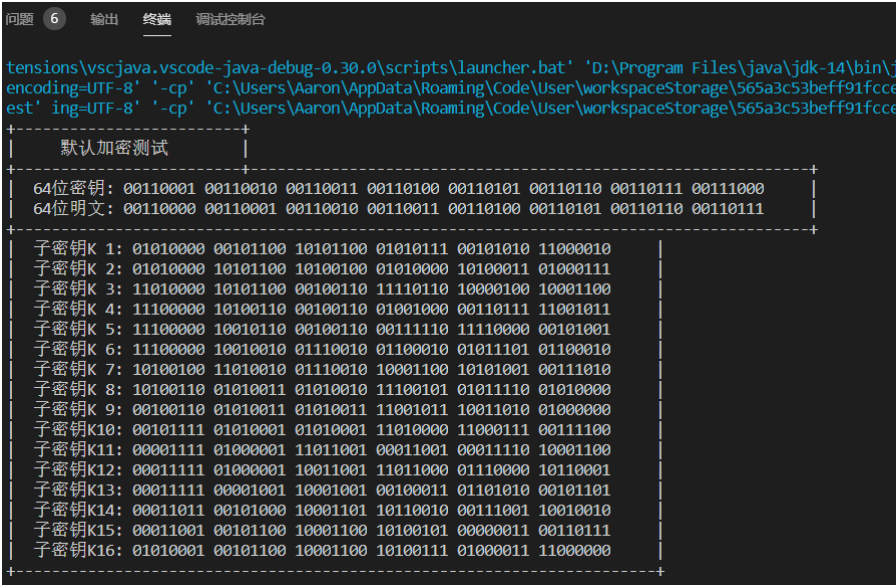 问题 6 输出 终端 调试控制台
tensions\vscjava.vscode-java-debug-0.30.0\scripts\launcher.bat' 'D:\Program Files\java\jdk-14\bin\j
encoding=UTF-8' '-cp' 'C:\Users\Aaron\AppData\Roaming\Code\User\workspaceStorage\565a3c53beff91fcce
est' ing=UTF-8' '-cp' 'C:\Users\Aaron\AppData\Roaming\Code\User\workspaceStorage\565a3c53beff91fcce
默认加密测试
64位密钥: 00110001 00110010 00110011 00110100 00110101 00110110 00110111 00111000
64位明文: 00110000 00110001 00110010 00110011 00110100 00110101 00110110 00110111
子密钥K 1: 01010000 00101100 10101100 01010111 00101010 11000010
子密钥K 2: 01010000 10101100 10100100 01010000 10100011 01000111
子密钥K 3: 11010000 10101100 00100110 11110110 10000100 10001100
子密钥K 4: 11100000 10100110 00100110 01001000 00110111 11001011
子密钥K 5: 11100000 10010110 00100110 00111110 11110000 00101001
子密钥K 6: 11100000 10010010 01110010 01100010 01011101 01100010
子密钥K 7: 10100100 11010010 01110010 10001100 10101001 00111010
子密钥K 8: 10100110 01010011 01010010 11100101 01011110 01010000
子密钥K 9: 00100110 01010011 01010011 11001011 10011010 01000000
子密钥K10: 00101111 01010001 01010001 11010000 11000111 00111100
子密钥K11: 00001111 01000001 11011001 00011001 00011110 10001100
子密钥K12: 00011111 01000001 10011001 11011000 01110000 10110001
子密钥K13: 00011111 00001001 10001001 00100011 01101010 00101101
子密钥K14: 00011011 00101000 10001101 10110010 00111001 10010010
子密钥K15: 00011001 00101100 10001100 10100101 00000011 00110111
子密钥K16: 01010001 00101100 10001100 10100111 01000011 11000000